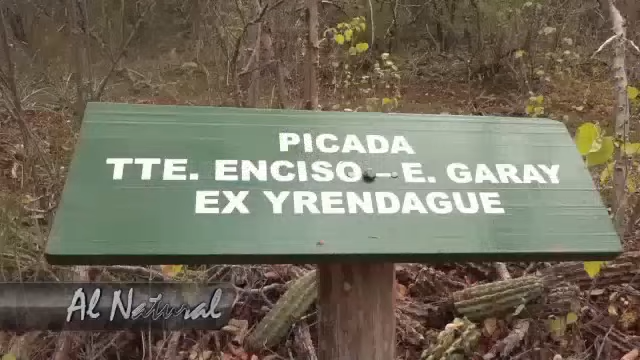 PICADA
TTE. ENCISO – E. GARAY
EX YRENDAGUE
Al Natural